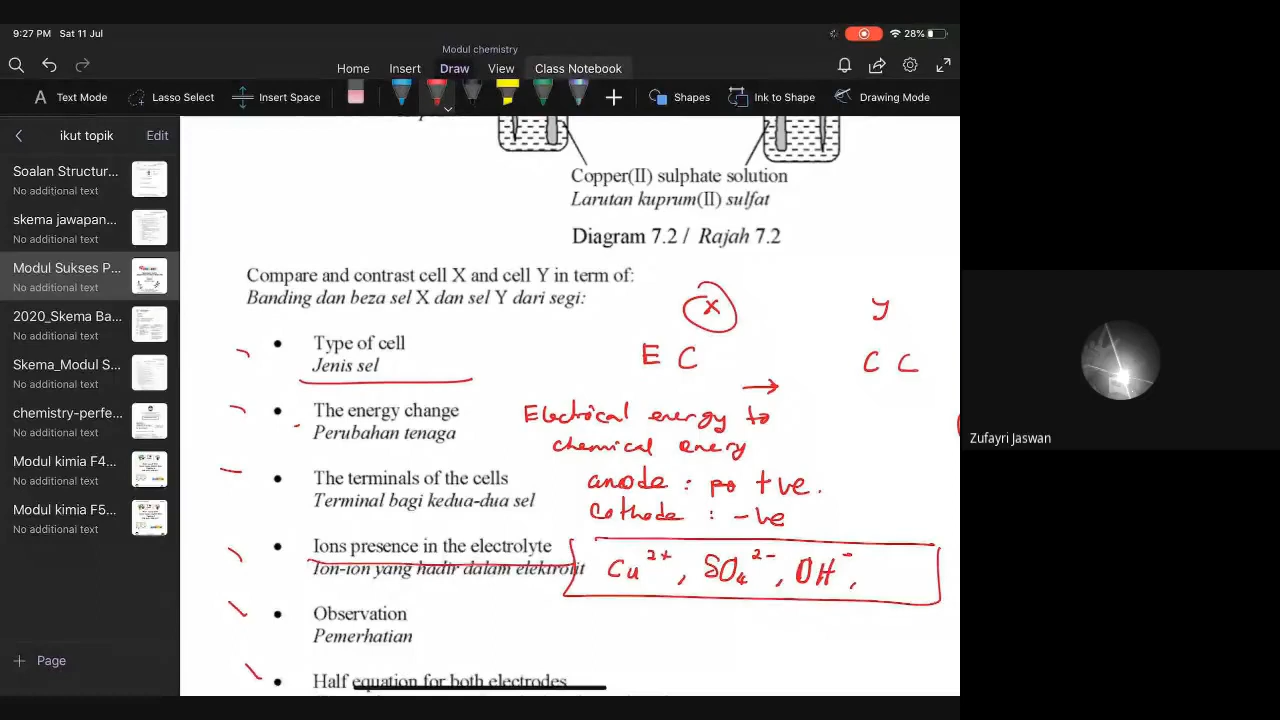 9:27 PM Sat 11 Jul
28%
Modul chemistry
Home Insert Draw View Class Notebook
Text Mode Lasso Select Insert Space Shapes Ink to Shape Drawing Mode
ikut topik Edit
Soalan Structur...
No additional text
skema jawapan...
No additional text
Modul Sukses P...
No additional text
2020_Skema Ba...
No additional text
Skema_Modul S...
No additional text
chemistry-perfe...
No additional text
Modul kimia F4...
No additional text
Modul kimia F5...
No additional text
Page
Copper(II) sulphate solution
Larutan kuprum(II) sulfat
Diagram 7.2 / Rajah 7.2
Compare and contrast cell X and cell Y in term of:
Banding dan beza sel X dan sel Y dari segi:
X Y
• Type of cell
Jenis sel
E C C C
• The energy change
Perubahan tenaga
Electrical energy to →
chemical energy
• The terminals of the cells
Terminal bagi kedua-dua sel
anode : po +ve.
Cathode : -ve
• Ions presence in the electrolyte
Ion-ion yang hadir dalam elektrolit
Cu²⁺, SO₄²⁻, OH⁻,
• Observation
Pemerhatian
• Half equation for both electrodes
Zufayri Jaswan